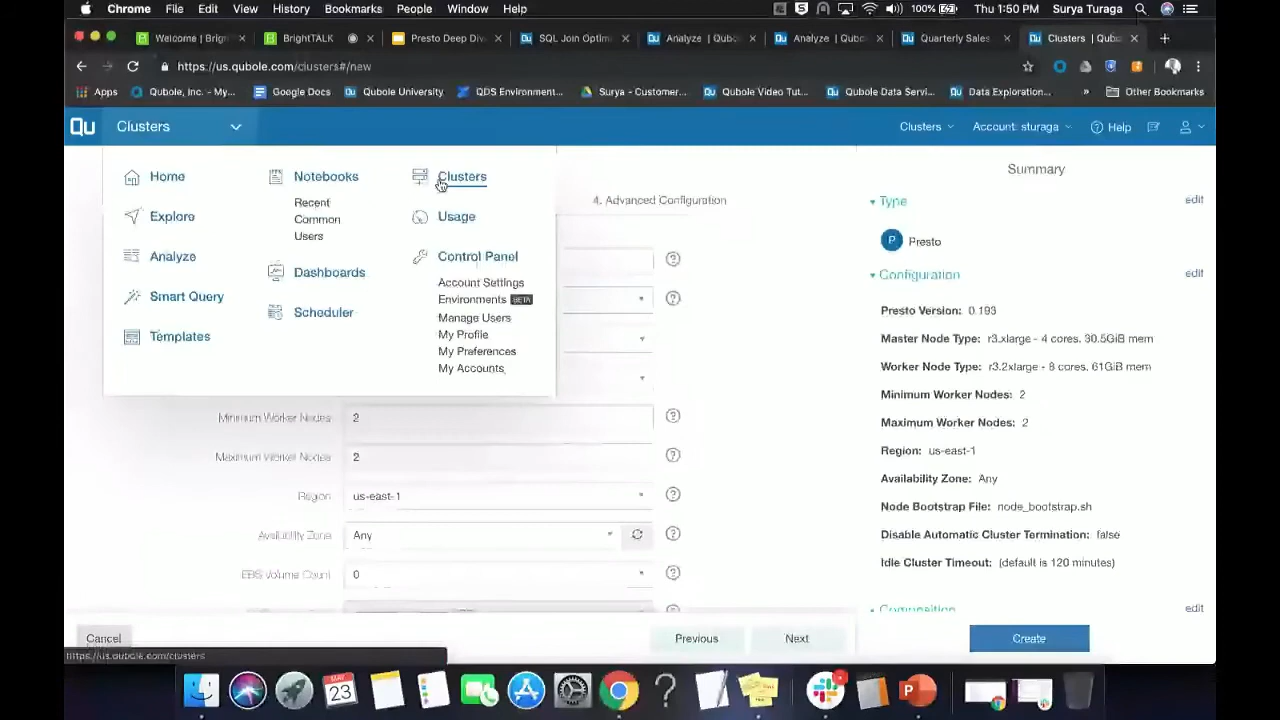 Chrome File Edit View History Bookmarks People Window Help
100% Thu 1:50 PM Surya Turaga
Welcome | Brigh
BrightTALK
Presto Deep Div
SQL Join Optim
Analyze | Qubol
Analyze | Qubol
Quarterly Sales
Clusters | Qub
https://us.qubole.com/clusters#/new
Apps
Qubole, Inc. - My...
Google Docs
Qubole University
QDS Environment...
Surya - Customer...
Qubole Video Tut...
Qubole Data Servi...
Data Exploration...
» Other Bookmarks
Qu Clusters
Clusters
Account: sturaga
Help
Home
Explore
Analyze
Smart Query
Templates
Notebooks
Recent
Common
Users
Dashboards
Scheduler
Clusters
Usage
Control Panel
Account Settings
Environments BETA
Manage Users
My Profile
My Preferences
My Accounts
4. Advanced Configuration
Minimum Worker Nodes 2
Maximum Worker Nodes 2
Region us-east-1
Availability Zone Any
EBS Volume Count 0
Cancel
Previous
Next
https://us.qubole.com/clusters
Summary
Type edit
P Presto
Configuration edit
Presto Version: 0.193
Master Node Type: r3.xlarge - 4 cores, 30.5GiB mem
Worker Node Type: r3.2xlarge - 8 cores, 61GiB mem
Minimum Worker Nodes: 2
Maximum Worker Nodes: 2
Region: us-east-1
Availability Zone: Any
Node Bootstrap File: node_bootstrap.sh
Disable Automatic Cluster Termination: false
Idle Cluster Timeout: (default is 120 minutes)
Composition edit
Create
MAY
23